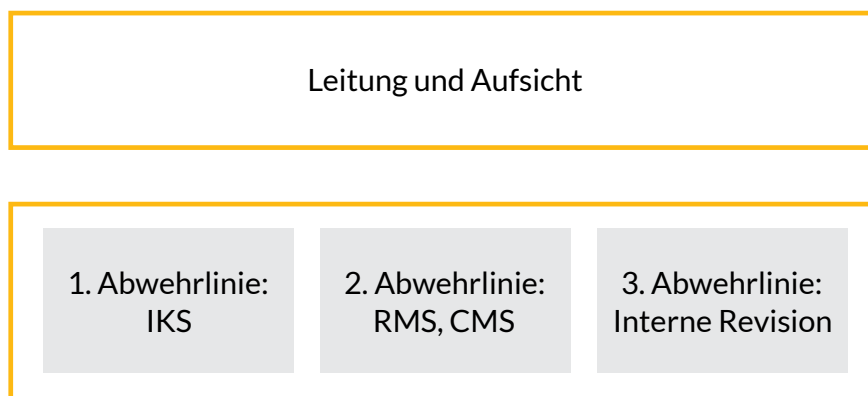 Leitung und Aufsicht
1. Abwehrlinie:
IKS
2. Abwehrlinie:
RMS, CMS
3. Abwehrlinie:
Interne Revision